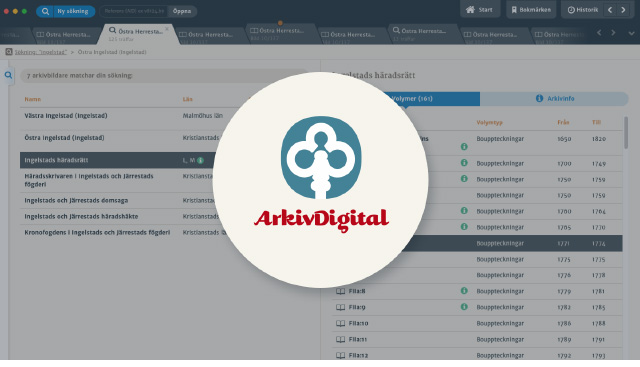 Ny sökning
Öppna
Start
Bokmärken
Historik
Östra Herresta...
Östra Herresta...
Östra Herresta...
Östra Herresta...
Östra Herresta...
Östra Herresta...
Sökning, "Ingelstad" > Östra Ingelstad (Ingelstad)
7 arkivbildare matchar din sökning
Namn Län
Västra Ingelstad (Ingelstad) Malmöhus län
Östra Ingelstad (Ingelstad) Kristianstads
Ingelstads häradsrätt L, M
Häradsskrivaren i Ingelstads och Järrestads fögderi Kristianstads
Ingelstads och Järrestads domsaga Kristianstads
Ingelstads och Järrestads häradshäkte Kristianstads
Kronofogdens i Ingelstads och Järrestads fögderi Kristianstads län
häradsrätt
Volymer (161) Arkivinfo
Volymtyp Från Till
Bouppteckningar 1650 1820
Bouppteckningar 1700 1749
Bouppteckningar 1750 1759
Bouppteckningar 1750 1759
Bouppteckningar 1780 1764
Bouppteckningar 1765 1770
Bouppteckningar 1771 1774
Bouppteckningar 1775 1775
Bouppteckningar 1776 1778
FIIa:8 Bouppteckningar 1779 1781
FIIa:9 Bouppteckningar 1782 1785
FIIa:10 Bouppteckningar 1786 1788
FIIa:11 Bouppteckningar 1789 1791
FIIa:12 Bouppteckningar 1792 1793
ArkivDigital